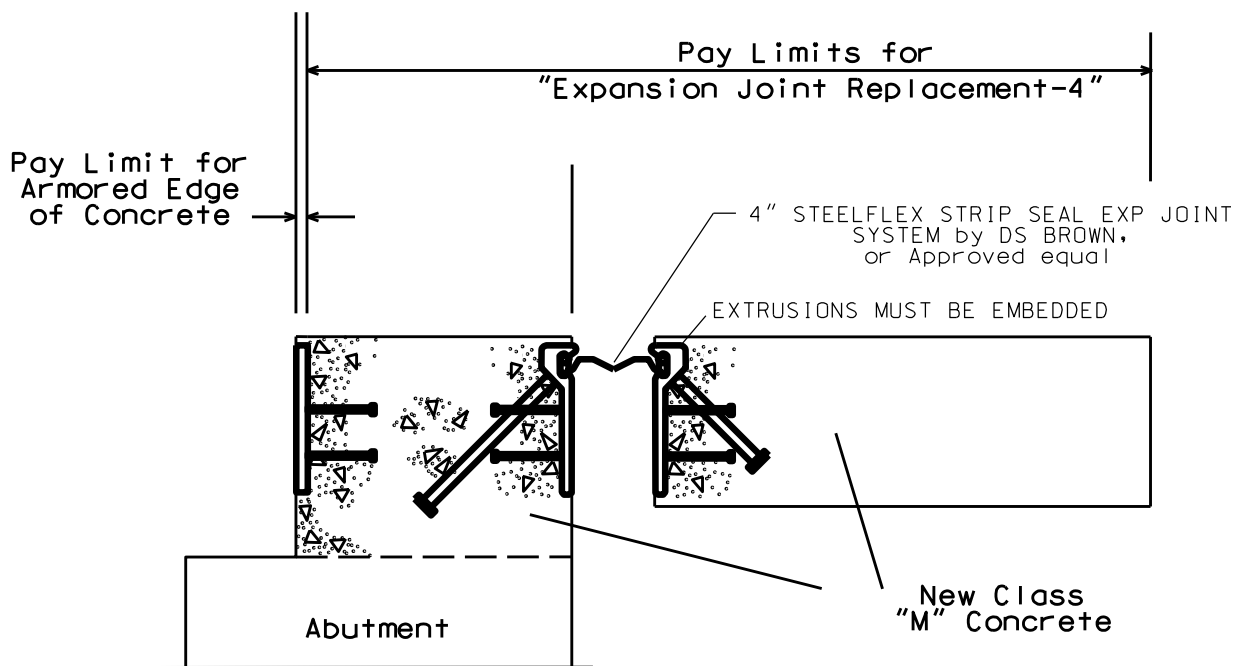 Pay Limits for
"Expansion Joint Replacement-4"
Pay Limit for
Armored Edge
of Concrete
4" STEELFLEX STRIP SEAL EXP JOINT
SYSTEM by DS BROWN,
or Approved equal
EXTRUSIONS MUST BE EMBEDDED
New Class
"M" Concrete
Abutment